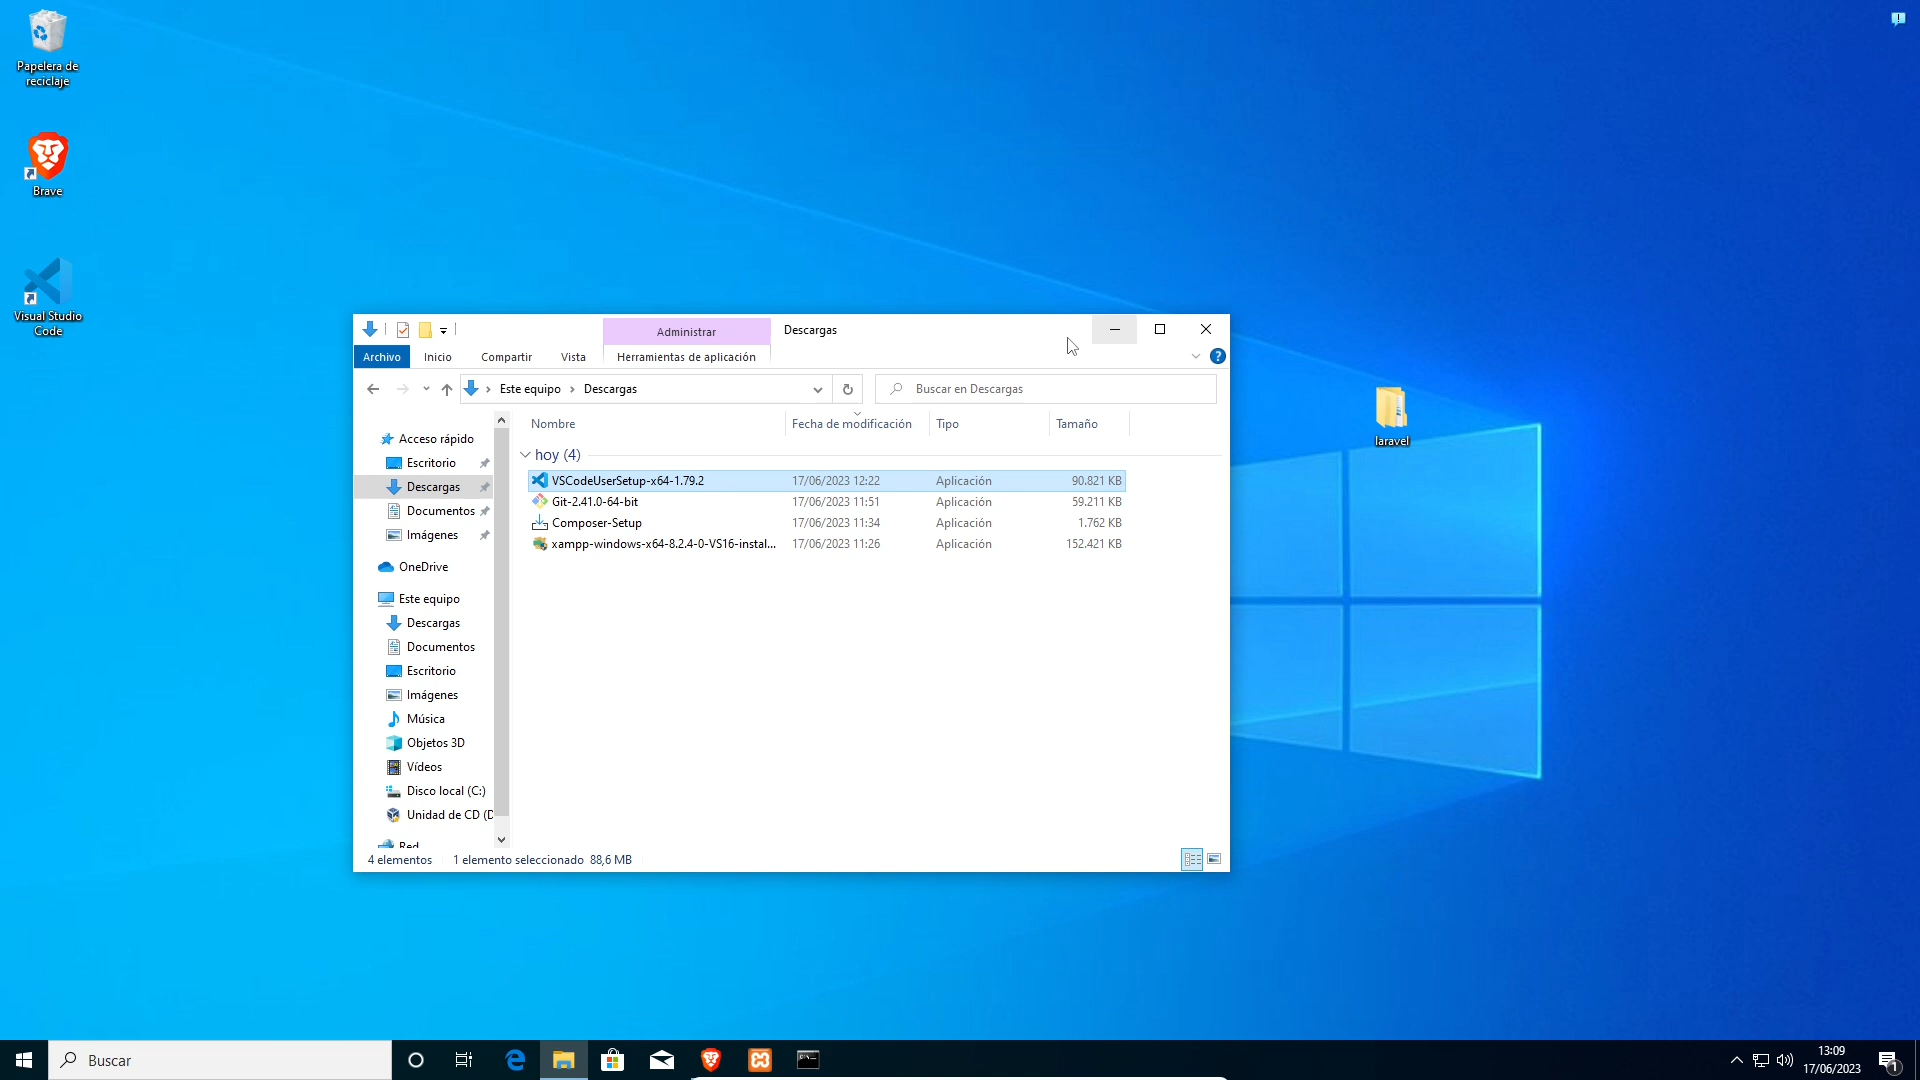 Papelera de
reciclaje
Brave
Visual Studio
Code
laravel
Administrar
Descargas
Archivo
Inicio
Compartir
Vista
Herramientas de aplicación
Este equipo
Descargas
Buscar en Descargas
Nombre
Fecha de modificación
Tipo
Tamaño
Acceso rápido
Escritorio
Descargas
Documentos
Imágenes
OneDrive
Este equipo
Descargas
Documentos
Escritorio
Imágenes
Música
Objetos 3D
Vídeos
Disco local (C:)
Unidad de CD (D
Red
hoy (4)
VSCodeUserSetup-x64-1.79.2 17/06/2023 12:22 Aplicación 90.821 KB
Git-2.41.0-64-bit 17/06/2023 11:51 Aplicación 59.211 KB
Composer-Setup 17/06/2023 11:34 Aplicación 1.762 KB
xampp-windows-x64-8.2.4-0-VS16-instal... 17/06/2023 11:26 Aplicación 152.421 KB
4 elementos
1 elemento seleccionado 88,6 MB
Buscar
13:09
17/06/2023
1